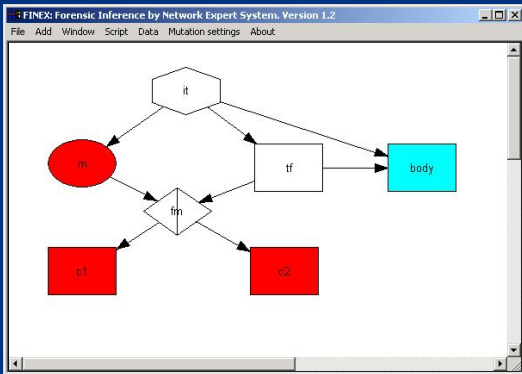 FINEX: Forensic Inference by Network Expert System. Version 1.2
File Add Window Script Data Mutation settings About
it
m
tf
body
fm
c1
c2